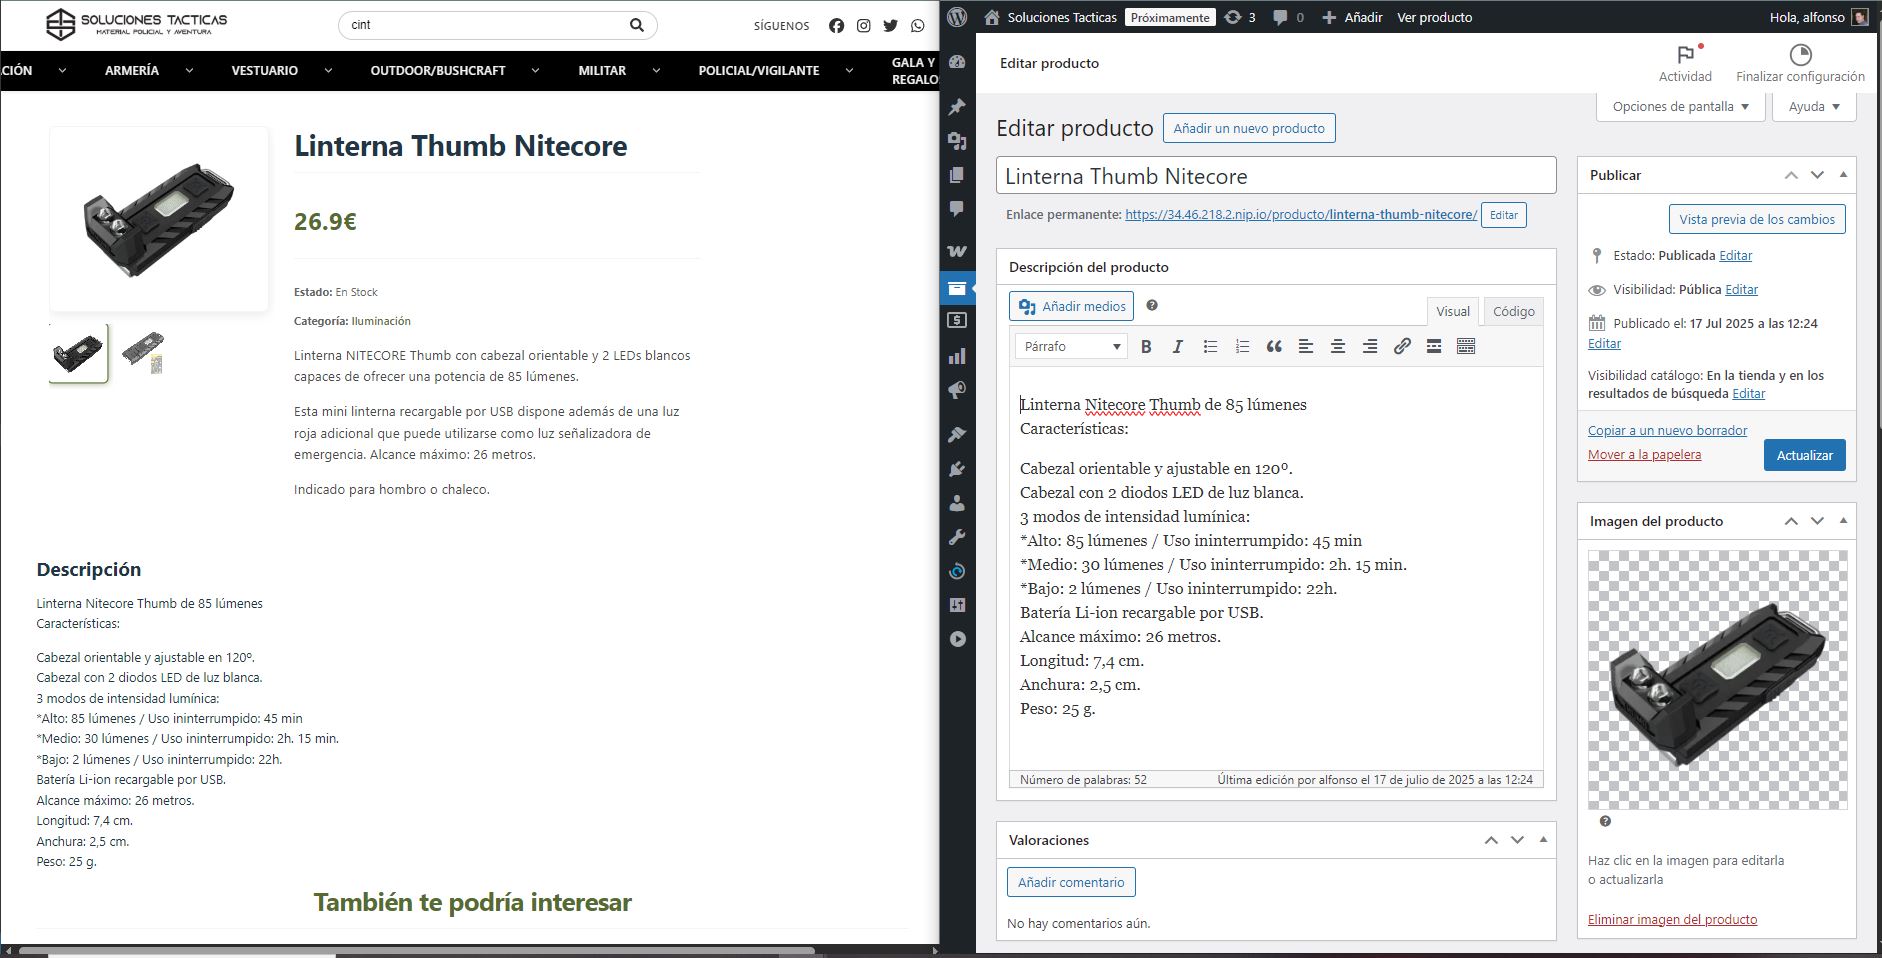 SOLUCIONES TACTICAS
MATERIAL POLICIAL Y AVENTURA
cint
SÍGUENOS
CIÓN
ARMERÍA
VESTUARIO
OUTDOOR/BUSHCRAFT
MILITAR
POLICIAL/VIGILANTE
GALA Y
REGALO
Linterna Thumb Nitecore
26.9€
Estado: En Stock
Categoría: Iluminación
Linterna NITECORE Thumb con cabezal orientable y 2 LEDs blancos
capaces de ofrecer una potencia de 85 lúmenes.
Esta mini linterna recargable por USB dispone además de una luz
roja adicional que puede utilizarse como luz señalizadora de
emergencia. Alcance máximo: 26 metros.
Indicado para hombro o chaleco.
Descripción
Linterna Nitecore Thumb de 85 lúmenes
Características:
Cabezal orientable y ajustable en 120º.
Cabezal con 2 diodos LED de luz blanca.
3 modos de intensidad lumínica:
*Alto: 85 lúmenes / Uso ininterrumpido: 45 min
*Medio: 30 lúmenes / Uso ininterrumpido: 2h. 15 min.
*Bajo: 2 lúmenes / Uso ininterrumpido: 22h.
Batería Li-ion recargable por USB.
Alcance máximo: 26 metros.
Longitud: 7,4 cm.
Anchura: 2,5 cm.
Peso: 25 g.
También te podría interesar
Soluciones Tacticas
Próximamente
3
0
Añadir
Ver producto
Hola, alfonso
Editar producto
Actividad
Finalizar configuración
Opciones de pantalla
Ayuda
Editar producto
Añadir un nuevo producto
Linterna Thumb Nitecore
Enlace permanente: https://34.46.218.2.nip.io/producto/linterna-thumb-nitecore/ Editar
Descripción del producto
Añadir medios
Visual
Código
Párrafo
Linterna Nitecore Thumb de 85 lúmenes
Características:
Cabezal orientable y ajustable en 120º.
Cabezal con 2 diodos LED de luz blanca.
3 modos de intensidad lumínica:
*Alto: 85 lúmenes / Uso ininterrumpido: 45 min
*Medio: 30 lúmenes / Uso ininterrumpido: 2h. 15 min.
*Bajo: 2 lúmenes / Uso ininterrumpido: 22h.
Batería Li-ion recargable por USB.
Alcance máximo: 26 metros.
Longitud: 7,4 cm.
Anchura: 2,5 cm.
Peso: 25 g.
Número de palabras: 52
Última edición por alfonso el 17 de julio de 2025 a las 12:24
Valoraciones
Añadir comentario
No hay comentarios aún.
Publicar
Vista previa de los cambios
Estado: Publicada Editar
Visibilidad: Pública Editar
Publicado el: 17 Jul 2025 a las 12:24
Editar
Visibilidad catálogo: En la tienda y en los
resultados de búsqueda Editar
Copiar a un nuevo borrador
Mover a la papelera
Actualizar
Imagen del producto
Haz clic en la imagen para editarla
o actualizarla
Eliminar imagen del producto